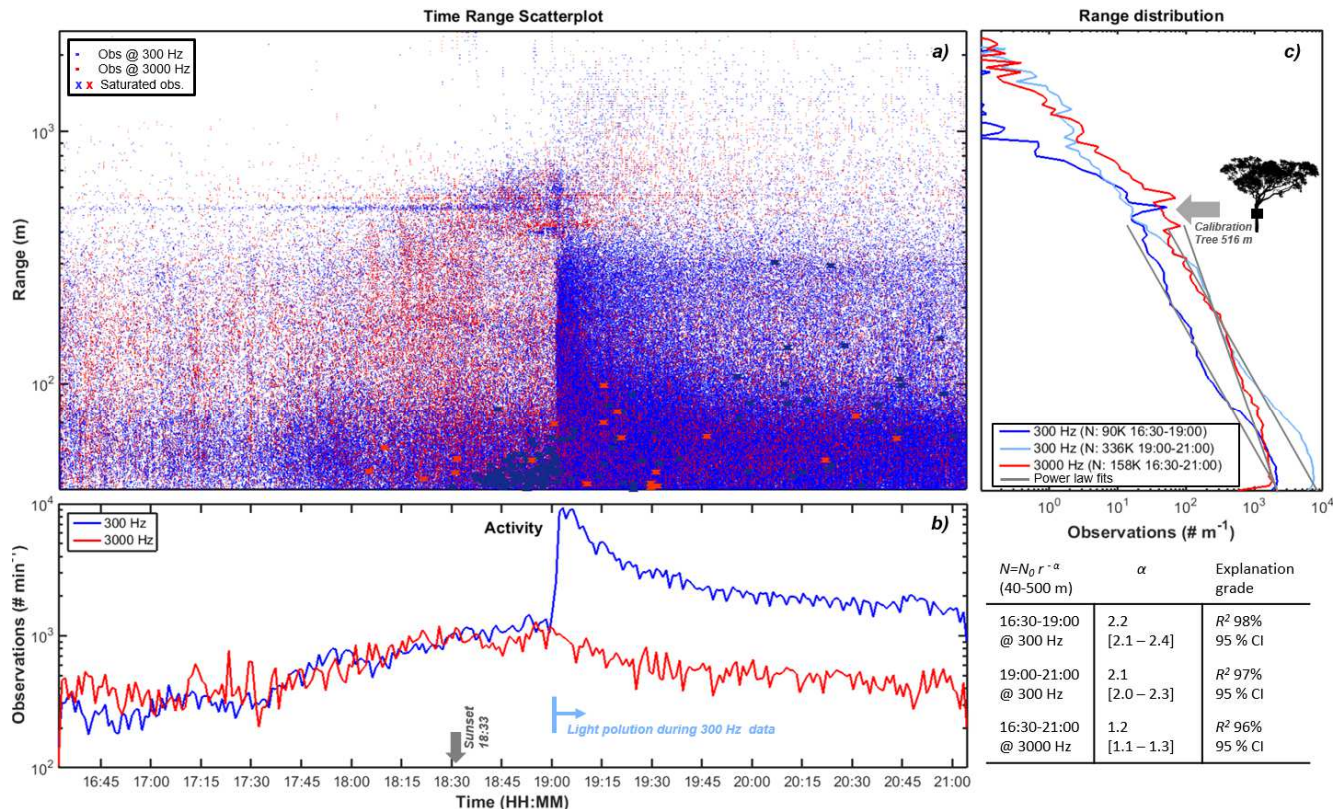 Time Range Scatterplot
a)
Obs @ 300 Hz
Obs @ 3000 Hz
x x Saturated obs.
Range (m)
10³
10²
Range distribution
c)
Calibration
Tree 516 m
300 Hz (N: 90K 16:30-19:00)
300 Hz (N: 336K 19:00-21:00)
3000 Hz (N: 158K 16:30-21:00)
Power law fits
10⁰ 10¹ 10² 10³ 10⁴
Observations (# m⁻¹)
Activity
b)
300 Hz
3000 Hz
Observations (# min⁻¹)
10⁴
10³
10²
Sunset
18:33
Light polution during 300 Hz data
16:45 17:00 17:15 17:30 17:45 18:00 18:15 18:30 18:45 19:00 19:15 19:30 19:45 20:00 20:15 20:30 20:45 21:00
Time (HH:MM)
N=N₀ r ⁻ᵅ α Explanation
(40-500 m) grade
16:30-19:00 2.2 R² 98%
@ 300 Hz [2.1 – 2.4] 95 % CI
19:00-21:00 2.1 R² 97%
@ 300 Hz [2.0 – 2.3] 95 % CI
16:30-21:00 1.2 R² 96%
@ 3000 Hz [1.1 – 1.3] 95 % CI